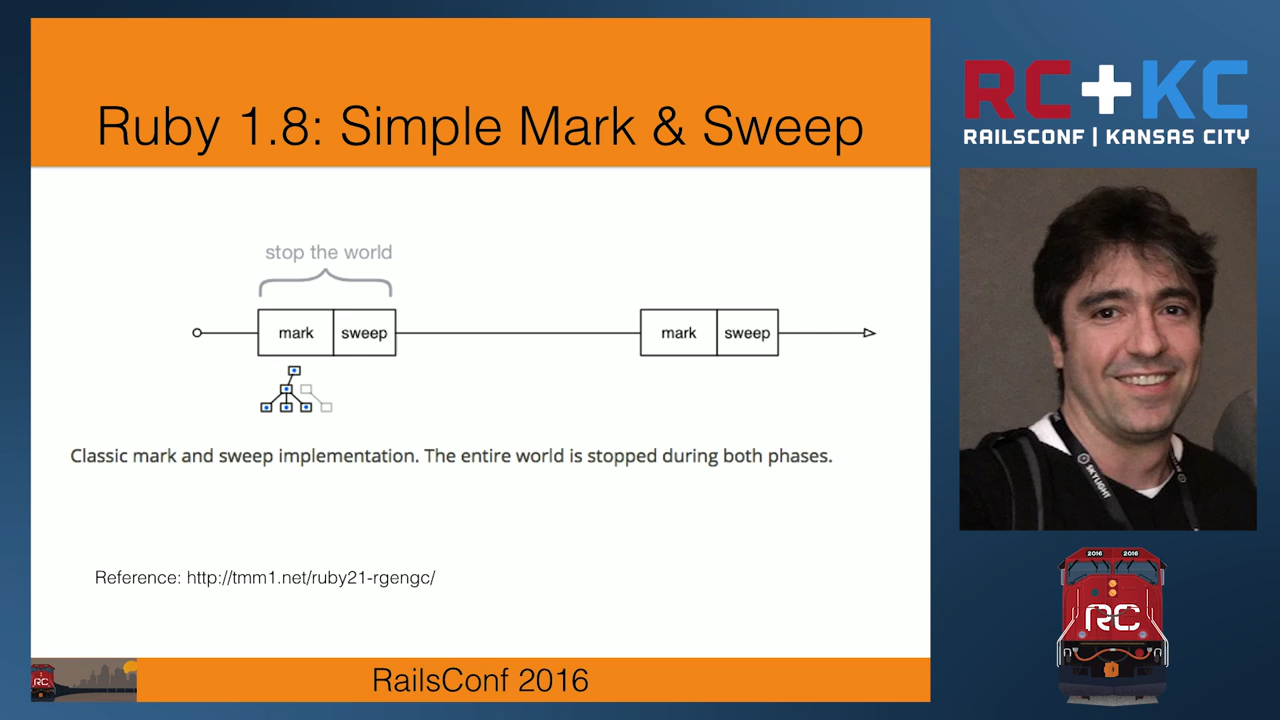 Ruby 1.8: Simple Mark & Sweep
stop the world
mark sweep
mark sweep
Classic mark and sweep implementation. The entire world is stopped during both phases.
Reference: http://tmm1.net/ruby21-rgengc/
RC
RailsConf 2016
RC+KC
RAILSCONF | KANSAS CITY
SKYLIGHT
2016 2016
RC